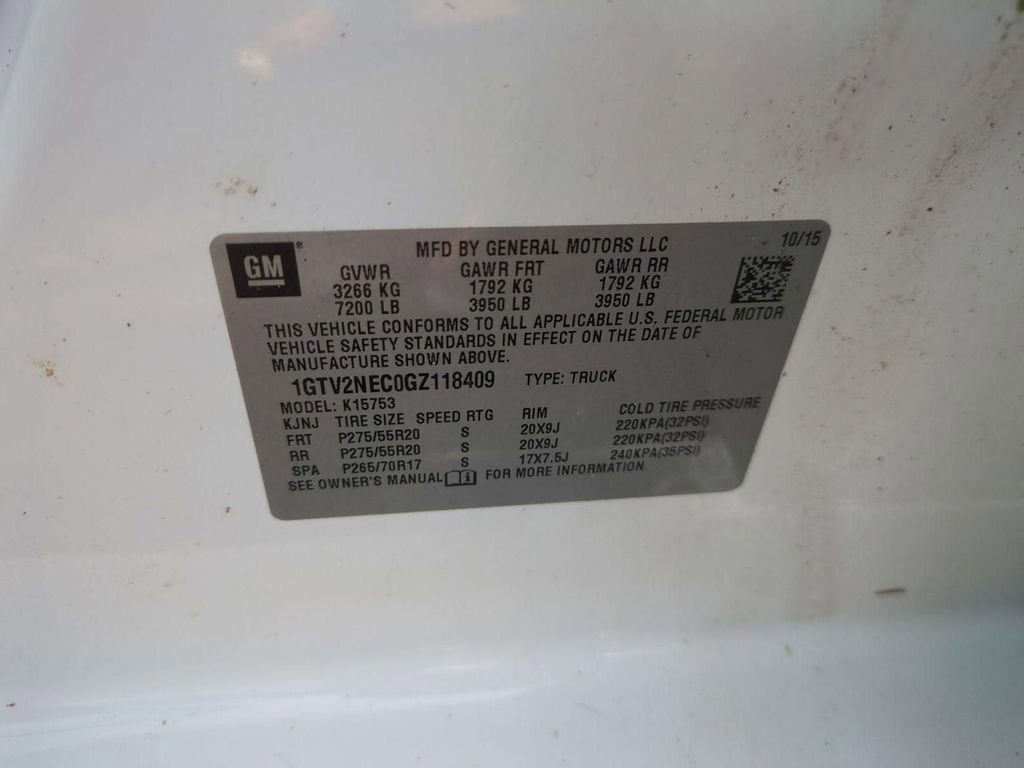 GM ® MFD BY GENERAL MOTORS LLC 10/15
GVWR GAWR FRT GAWR RR
3266 KG 1792 KG 1792 KG
7200 LB 3950 LB 3950 LB
THIS VEHICLE CONFORMS TO ALL APPLICABLE U.S. FEDERAL MOTOR
VEHICLE SAFETY STANDARDS IN EFFECT ON THE DATE OF
MANUFACTURE SHOWN ABOVE.
1GTV2NEC0GZ118409 TYPE: TRUCK
MODEL: K15753
KJNJ TIRE SIZE SPEED RTG RIM COLD TIRE PRESSURE
FRT P275/55R20 S 20X9J 220KPA(32PSI)
RR P275/55R20 S 20X9J 220KPA(32PSI)
SPA P265/70R17 S 17X7.5J 240KPA(35PSI)
SEE OWNER'S MANUAL FOR MORE INFORMATION.